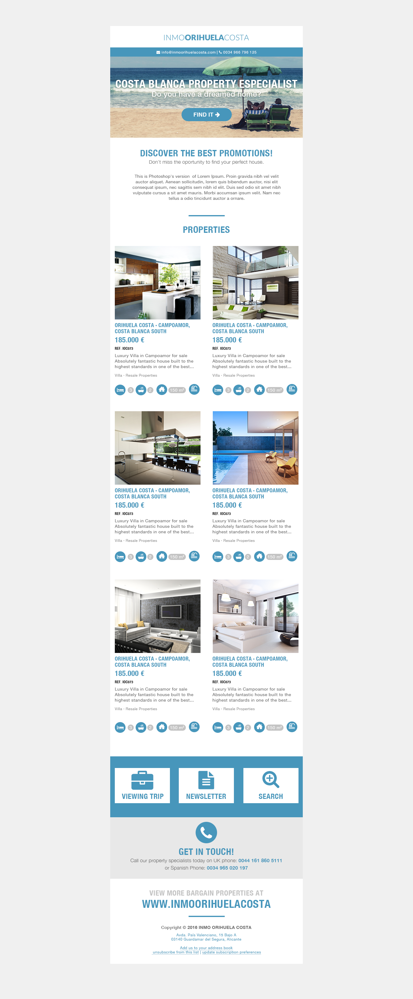 INMOORIHUELACOSTA
info@inmoorihuelacosta.com | 0034 966 796 125
COSTA BLANCA PROPERTY ESPECIALIST
Do you have a dreamed home?
FIND IT
DISCOVER THE BEST PROMOTIONS!
Don't miss the oportunity to find your perfect house.
This is Photoshop's version of Lorem Ipsum. Proin gravida nibh vel velit
auctor aliquet. Aenean sollicitudin, lorem quis bibendum auctor, nisi elit
consequat ipsum, nec sagittis sem nibh id elit. Duis sed odio sit amet nibh
vulputate cursus a sit amet mauris. Morbi accumsan ipsum velit. Nam nec
tellus a odio tincidunt auctor a ornare.
PROPERTIES
ORIHUELA COSTA · CAMPOAMOR,
COSTA BLANCA SOUTH
185.000 €
REF. IOC073
Luxury Villa in Campoamor for sale
Absolutely fantastic house built to the
highest standards in one of the best...
Villa · Resale Properties
3 2 150 m²
ORIHUELA COSTA · CAMPOAMOR,
COSTA BLANCA SOUTH
185.000 €
REF. IOC073
Luxury Villa in Campoamor for sale
Absolutely fantastic house built to the
highest standards in one of the best...
Villa · Resale Properties
3 2 150 m²
ORIHUELA COSTA · CAMPOAMOR,
COSTA BLANCA SOUTH
185.000 €
REF. IOC073
Luxury Villa in Campoamor for sale
Absolutely fantastic house built to the
highest standards in one of the best...
Villa · Resale Properties
3 2 150 m²
ORIHUELA COSTA · CAMPOAMOR,
COSTA BLANCA SOUTH
185.000 €
REF. IOC073
Luxury Villa in Campoamor for sale
Absolutely fantastic house built to the
highest standards in one of the best...
Villa · Resale Properties
3 2 150 m²
ORIHUELA COSTA · CAMPOAMOR,
COSTA BLANCA SOUTH
185.000 €
REF. IOC073
Luxury Villa in Campoamor for sale
Absolutely fantastic house built to the
highest standards in one of the best...
Villa · Resale Properties
3 2 150 m²
ORIHUELA COSTA · CAMPOAMOR,
COSTA BLANCA SOUTH
185.000 €
REF. IOC073
Luxury Villa in Campoamor for sale
Absolutely fantastic house built to the
highest standards in one of the best...
Villa · Resale Properties
3 2 150 m²
VIEWING TRIP
NEWSLETTER
SEARCH
GET IN TOUCH!
Call our property specialists today on UK phone: 0044 161 860 5111
or Spanish Phone: 0034 965 020 197
VIEW MORE BARGAIN PROPERTIES AT
WWW.INMOORIHUELACOSTA
Copyright © 2016 INMO ORIHUELA COSTA
Avda. País Valenciano, 15 Bajo A
03140 Guardamar del Segura, Alicante
Add us to your address book
unsubscribe from this list | update subscription preferences